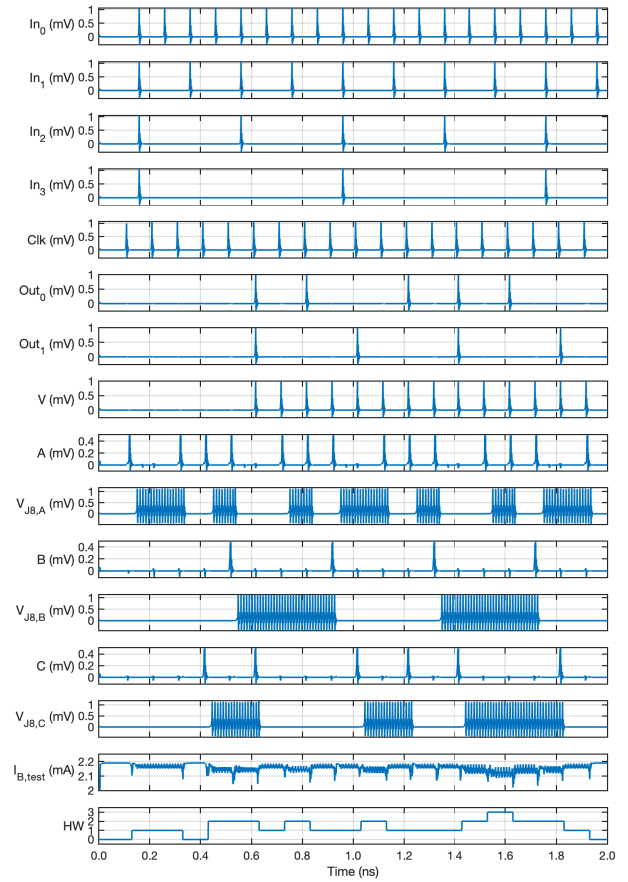 In0 (mV) 1 0.5 0
In1 (mV) 1 0.5 0
In2 (mV) 1 0.5 0
In3 (mV) 1 0.5 0
Clk (mV) 1 0.5 0
Out0 (mV) 1 0.5 0
Out1 (mV) 1 0.5 0
V (mV) 1 0.5 0
A (mV) 0.4 0.2 0
VJ8,A (mV) 1 0.5 0
B (mV) 0.4 0.2 0
VJ8,B (mV) 1 0.5 0
C (mV) 0.4 0.2 0
VJ8,C (mV) 1 0.5 0
IB,test (mA) 2.2 2.1 2
HW 3 2 1 0
0.0 0.2 0.4 0.6 0.8 1.0 1.2 1.4 1.6 1.8 2.0
Time (ns)